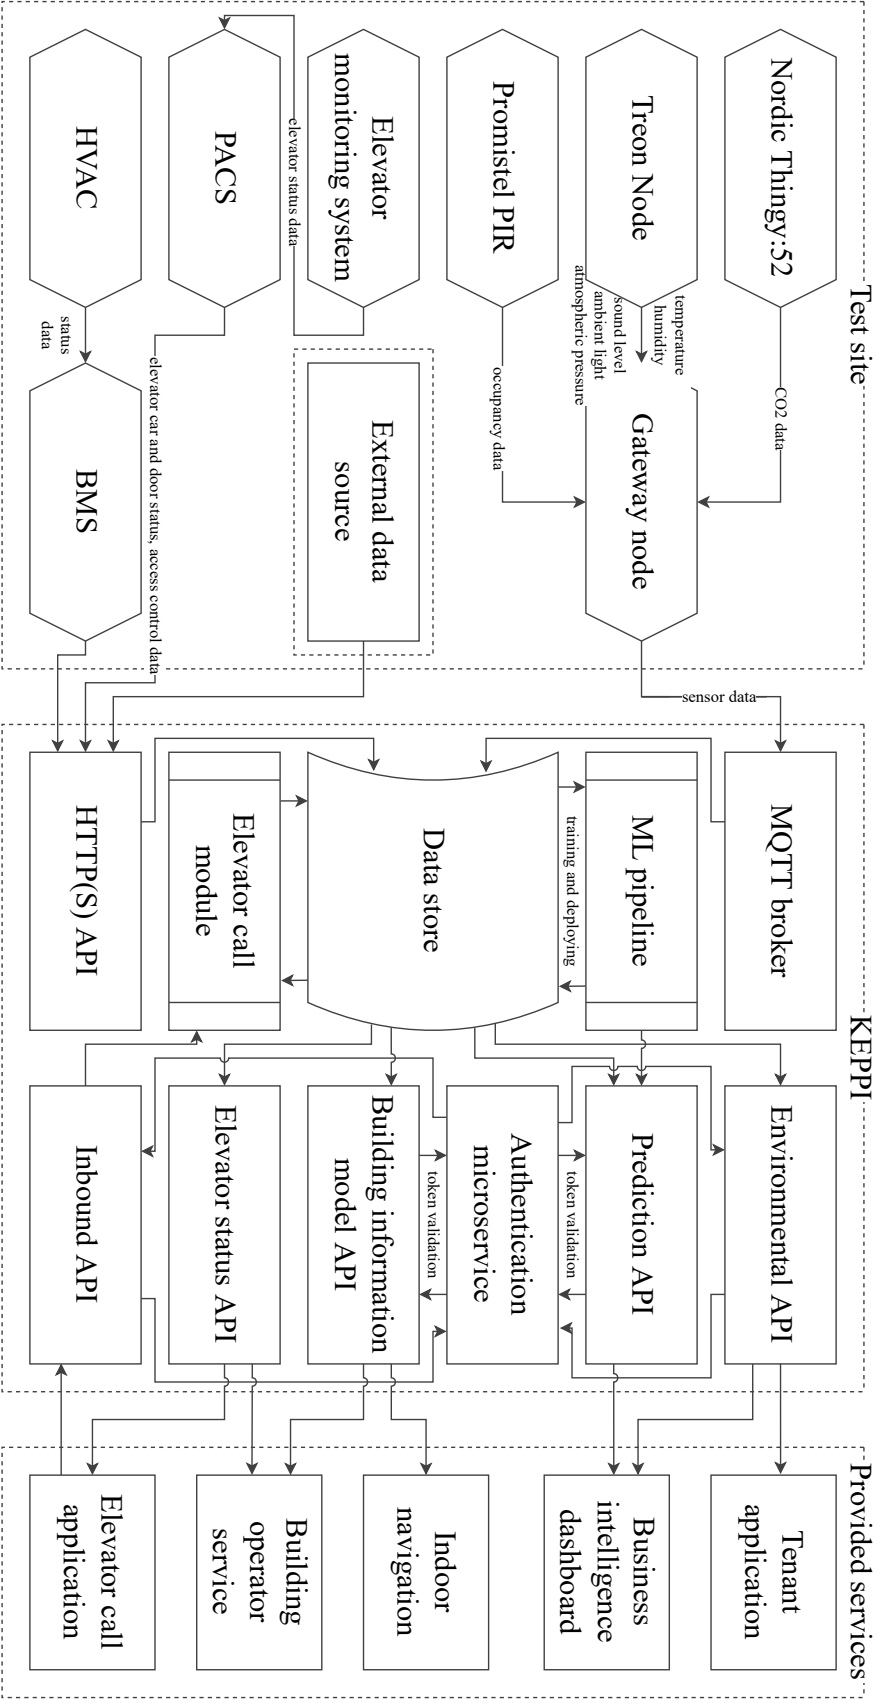 Test site
Nordic Thingy:52
CO2 data
Treon Node
temperature
humidity
sound level
ambient light
atmospheric pressure
Gateway node
Promistel PIR
occupancy data
Elevator
monitoring system
elevator status data
External data
source
PACS
elevator car and door status, access control data
HVAC
status
data
BMS
sensor data
KEPPI
MQTT broker
ML pipeline
training and deploying
Data store
Elevator call
module
HTTP(S) API
Environmental API
Prediction API
token validation
Authentication
microservice
token validation
Building information
model API
Elevator status API
Inbound API
Provided services
Tenant
application
Business
intelligence
dashboard
Indoor
navigation
Building
operator
service
Elevator call
application